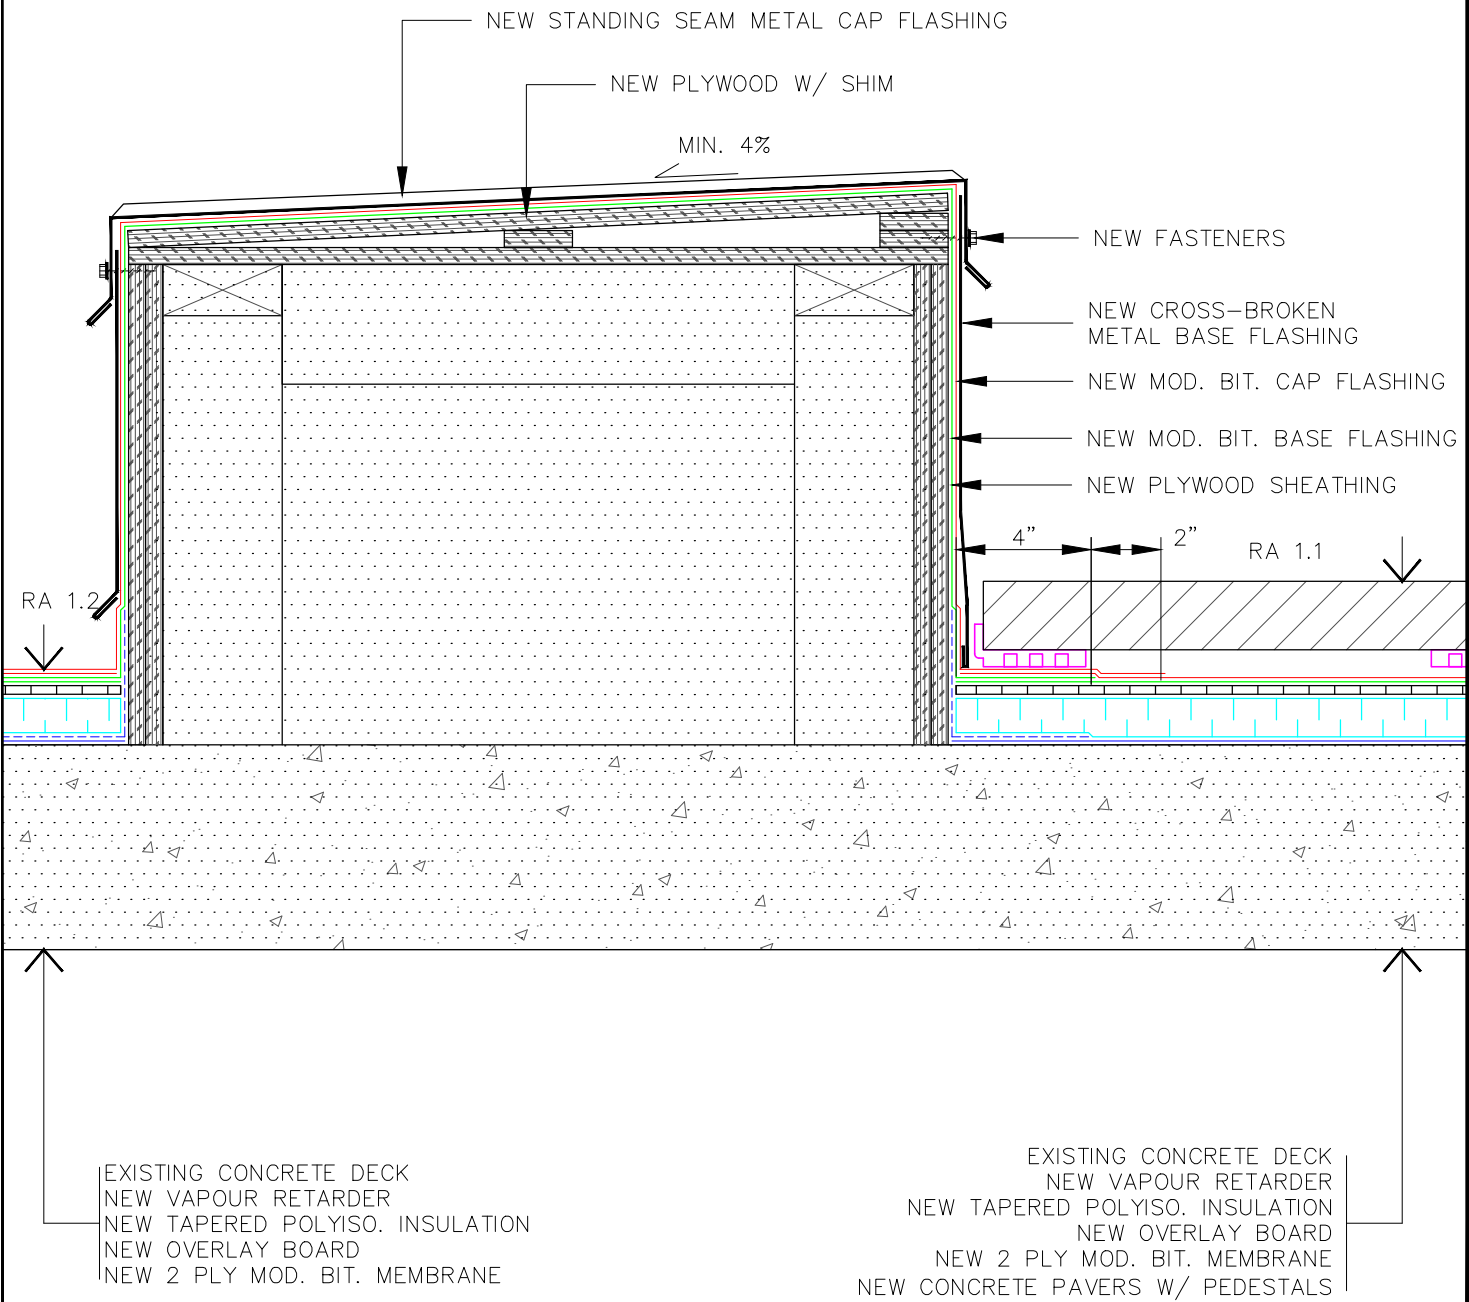 NEW STANDING SEAM METAL CAP FLASHING
NEW PLYWOOD W/ SHIM
MIN. 4%
NEW FASTENERS
NEW CROSS-BROKEN
METAL BASE FLASHING
NEW MOD. BIT. CAP FLASHING
NEW MOD. BIT. BASE FLASHING
NEW PLYWOOD SHEATHING
4"
2"
RA 1.1
RA 1.2
EXISTING CONCRETE DECK
NEW VAPOUR RETARDER
NEW TAPERED POLYISO. INSULATION
NEW OVERLAY BOARD
NEW 2 PLY MOD. BIT. MEMBRANE
EXISTING CONCRETE DECK
NEW VAPOUR RETARDER
NEW TAPERED POLYISO. INSULATION
NEW OVERLAY BOARD
NEW 2 PLY MOD. BIT. MEMBRANE
NEW CONCRETE PAVERS W/ PEDESTALS